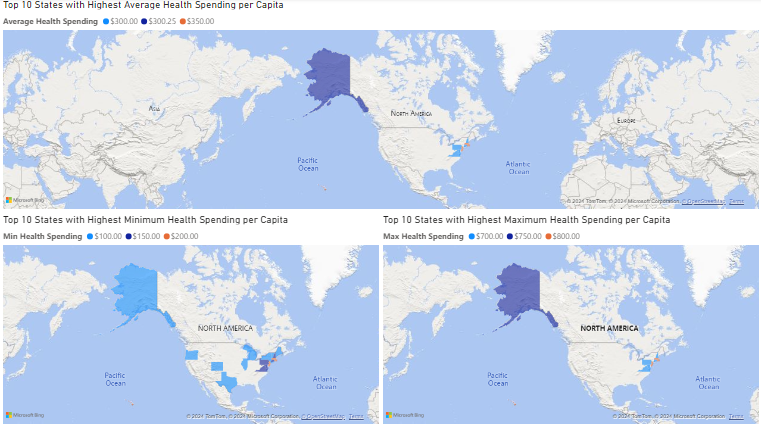 Top 10 States with Highest Average Health Spending per Capita
Average Health Spending $300.00 $300.25 $350.00
ASIA
NORTH AMERICA
EUROPE
Pacific Ocean
Atlantic Ocean
Microsoft Bing
© 2024 TomTom, © 2024 Microsoft Corporation, © OpenStreetMap Terms
Top 10 States with Highest Minimum Health Spending per Capita
Min Health Spending $100.00 $150.00 $200.00
NORTH AMERICA
Pacific Ocean
Atlantic Ocean
Microsoft Bing
© 2024 TomTom, © 2024 Microsoft Corporation, © OpenStreetMap Terms
Top 10 States with Highest Maximum Health Spending per Capita
Max Health Spending $700.00 $750.00 $800.00
NORTH AMERICA
Pacific Ocean
Atlantic Ocean
Microsoft Bing
© 2024 TomTom, © 2024 Microsoft Corporation, © OpenStreetMap Terms